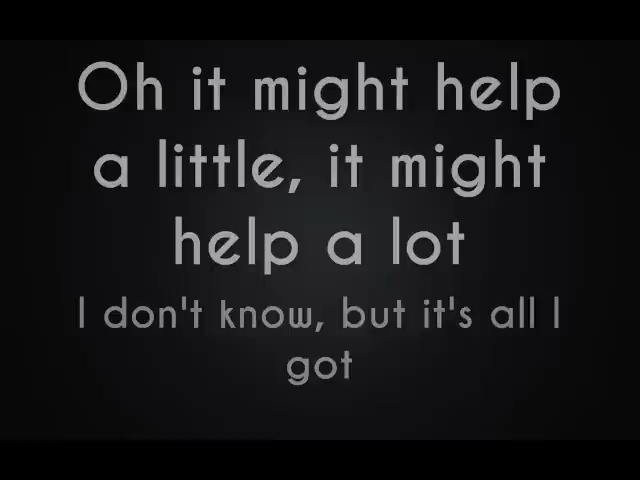 Oh it might help
a little, it might
help a lot
I don't know, but it's all I
got